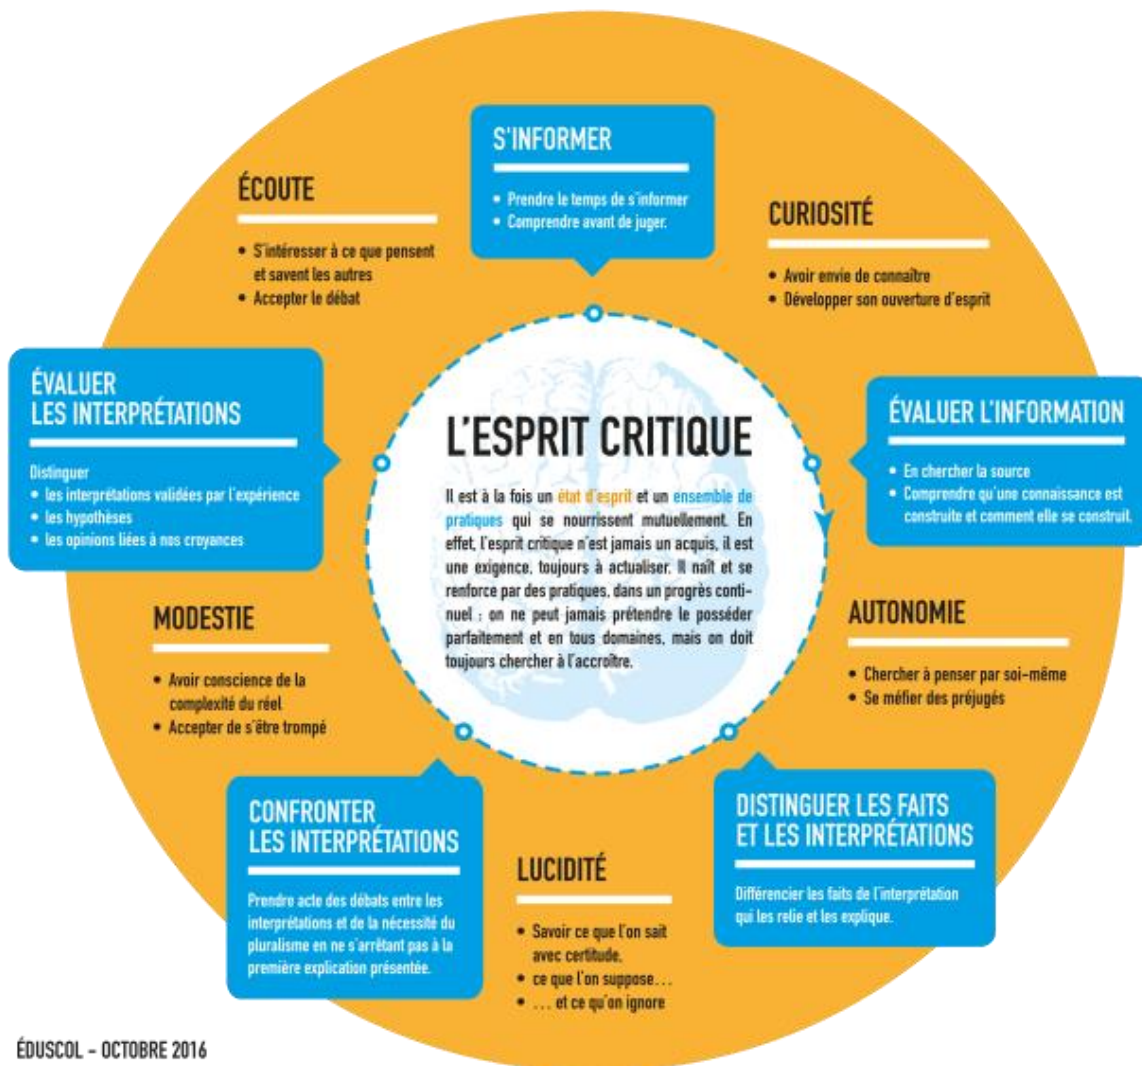 S'INFORMER
• Prendre le temps de s'informer
• Comprendre avant de juger.
CURIOSITÉ
• Avoir envie de connaître
• Développer son ouverture d'esprit
ÉVALUER L'INFORMATION
• En chercher la source
• Comprendre qu'une connaissance est
construite et comment elle se construit.
AUTONOMIE
• Chercher à penser par soi-même
• Se méfier des préjugés
DISTINGUER LES FAITS
ET LES INTERPRÉTATIONS
Différencier les faits de l'interprétation
qui les relie et les explique.
LUCIDITÉ
• Savoir ce que l'on sait
avec certitude,
• ce que l'on suppose...
• ... et ce qu'on ignore
CONFRONTER
LES INTERPRÉTATIONS
Prendre acte des débats entre les
interprétations et de la nécessité du
pluralisme en ne s'arrêtant pas à la
première explication présentée.
MODESTIE
• Avoir conscience de la
complexité du réel
• Accepter de s'être trompé
ÉVALUER
LES INTERPRÉTATIONS
Distinguer
• les interprétations validées par l'expérience
• les hypothèses
• les opinions liées à nos croyances
ÉCOUTE
• S'intéresser à ce que pensent
et savent les autres
• Accepter le débat
L'ESPRIT CRITIQUE
Il est à la fois un état d'esprit et un ensemble de
pratiques qui se nourrissent mutuellement. En
effet, l'esprit critique n'est jamais un acquis, il est
une exigence, toujours à actualiser. Il naît et se
renforce par des pratiques, dans un progrès conti-
nuel : on ne peut jamais prétendre le posséder
parfaitement et en tous domaines, mais on doit
toujours chercher à l'accroître.
ÉDUSCOL - OCTOBRE 2016